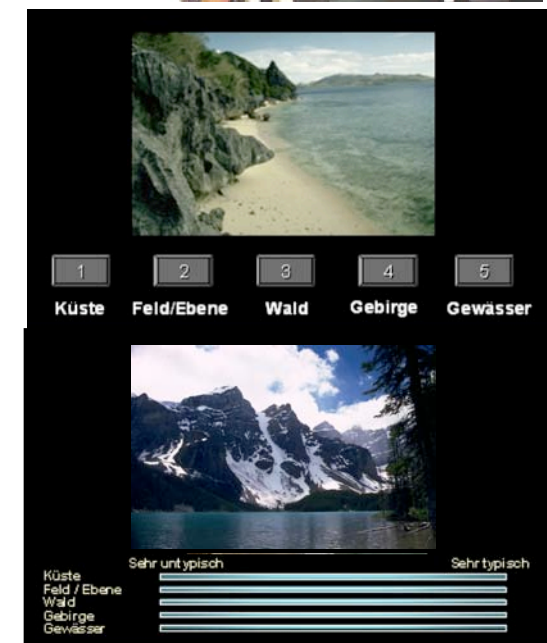 1 2 3 4 5
Küste Feld/Ebene Wald Gebirge Gewässer
Sehr untypisch Sehr typisch
Küste
Feld / Ebene
Wald
Gebirge
Gewässer